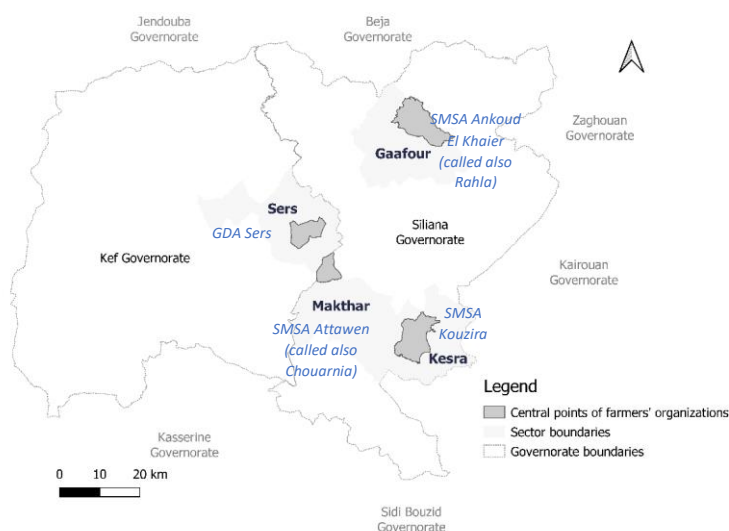 Jendouba
Governorate
Beja
Governorate
Zaghouan
Governorate
SMSA Ankoud
El Khaier
(called also
Rahla)
Gaafour
Sers
GDA Sers
Siliana
Governorate
Kef Governorate
Kairouan
Governorate
Makthar
SMSA Attawen
(called also
Chouarnia)
SMSA
Kouzira
Kesra
Legend
Central points of farmers' organizations
Sector boundaries
Governorate boundaries
Kasserine
Governorate
0 10 20 km
Sidi Bouzid
Governorate